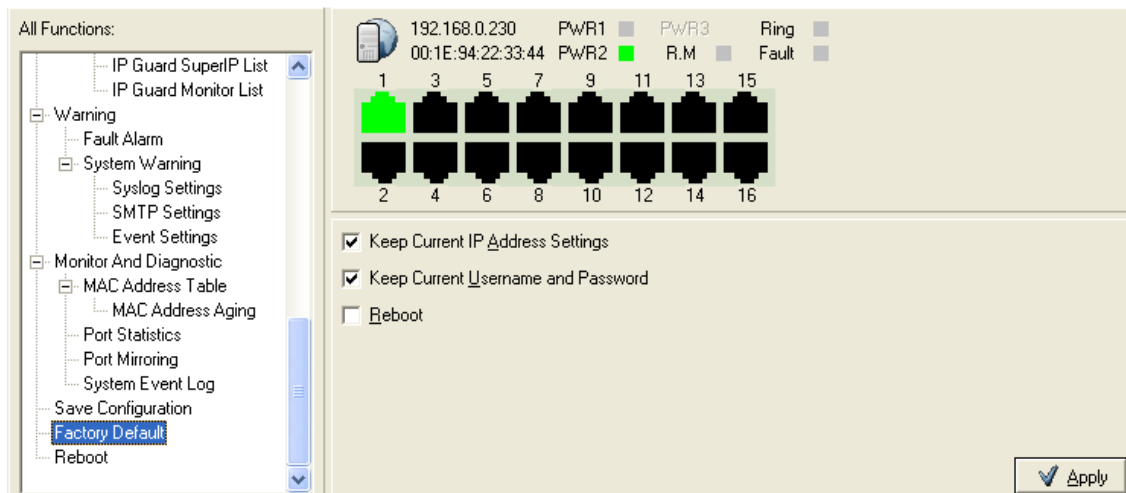 All Functions:
IP Guard SuperIP List
IP Guard Monitor List
Warning
Fault Alarm
System Warning
Syslog Settings
SMTP Settings
Event Settings
Monitor And Diagnostic
MAC Address Table
MAC Address Aging
Port Statistics
Port Mirroring
System Event Log
Save Configuration
Factory Default
Reboot
192.168.0.230 PWR1 PWR3 Ring
00:1E:94:22:33:44 PWR2 R.M Fault
1 3 5 7 9 11 13 15
2 4 6 8 10 12 14 16
Keep Current IP Address Settings
Keep Current Username and Password
Reboot
Apply